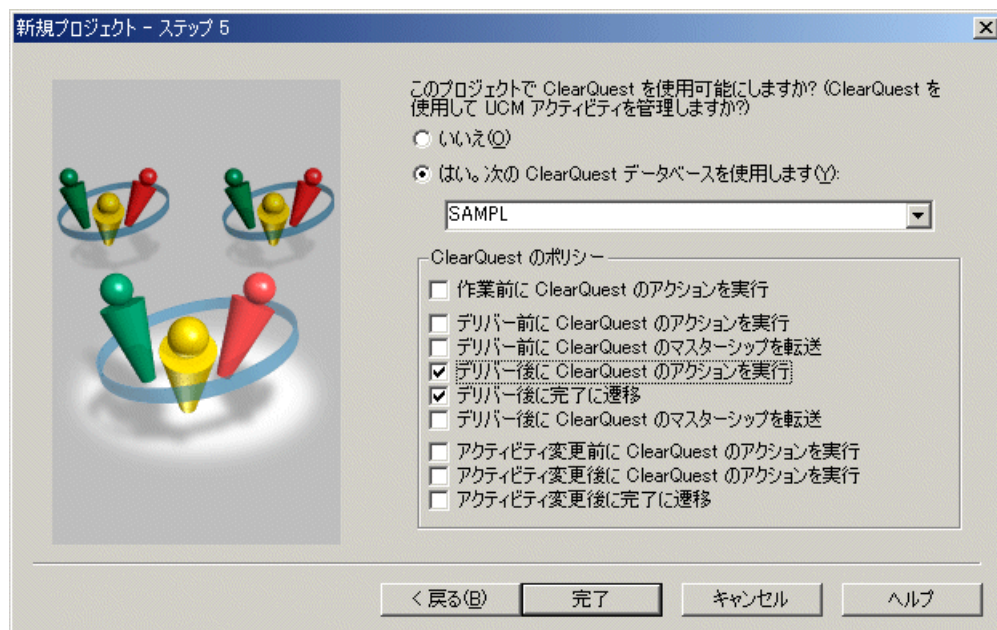 新規プロジェクト - ステップ 5
このプロジェクトで ClearQuest を使用可能にしますか? (ClearQuest を
使用して UCM アクティビティを管理しますか?)
いいえ(O)
はい。次の ClearQuest データベースを使用します(Y):
SAMPL
ClearQuest のポリシー
作業前に ClearQuest のアクションを実行
デリバー前に ClearQuest のアクションを実行
デリバー前に ClearQuest のマスターシップを転送
デリバー後に ClearQuest のアクションを実行
デリバー後に完了に遷移
デリバー後に ClearQuest のマスターシップを転送
アクティビティ変更前に ClearQuest のアクションを実行
アクティビティ変更後に ClearQuest のアクションを実行
アクティビティ変更後に完了に遷移
< 戻る(B)
完了
キャンセル
ヘルプ